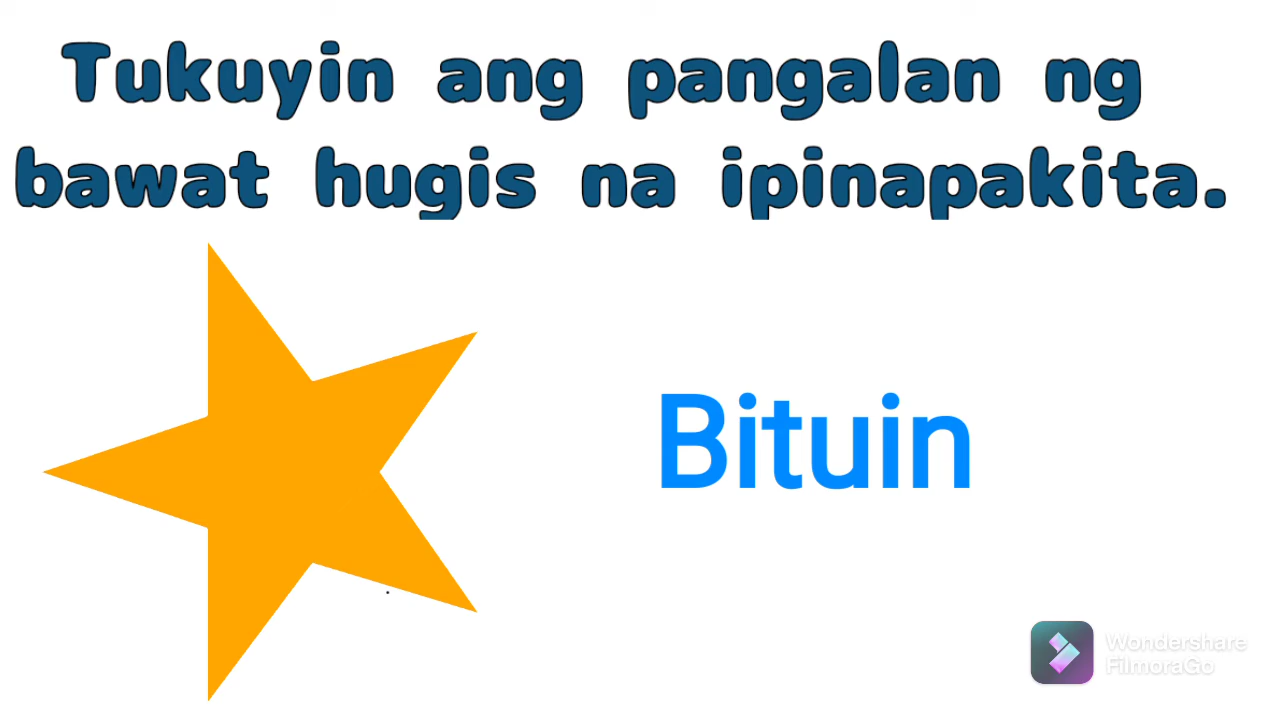 Tukuyin ang pangalan ng
bawat hugis na ipinapakita.
Bituin
Wondershare
FilmoraGo